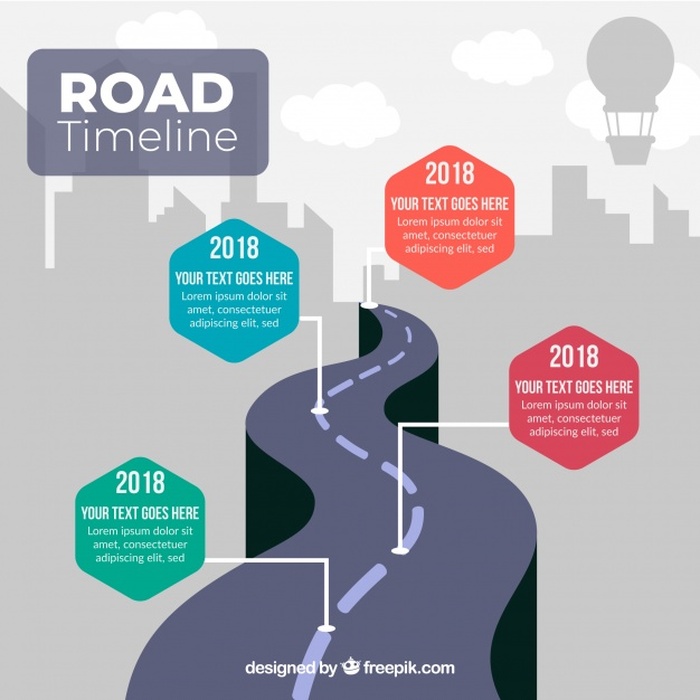 ROAD
Timeline
2018
YOUR TEXT GOES HERE
Lorem ipsum dolor sit
amet, consectetuer
adipiscing elit, sed
2018
YOUR TEXT GOES HERE
Lorem ipsum dolor sit
amet, consectetuer
adipiscing elit, sed
2018
YOUR TEXT GOES HERE
Lorem ipsum dolor sit
amet, consectetuer
adipiscing elit, sed
2018
YOUR TEXT GOES HERE
Lorem ipsum dolor sit
amet, consectetuer
adipiscing elit, sed
designed by freepik.com